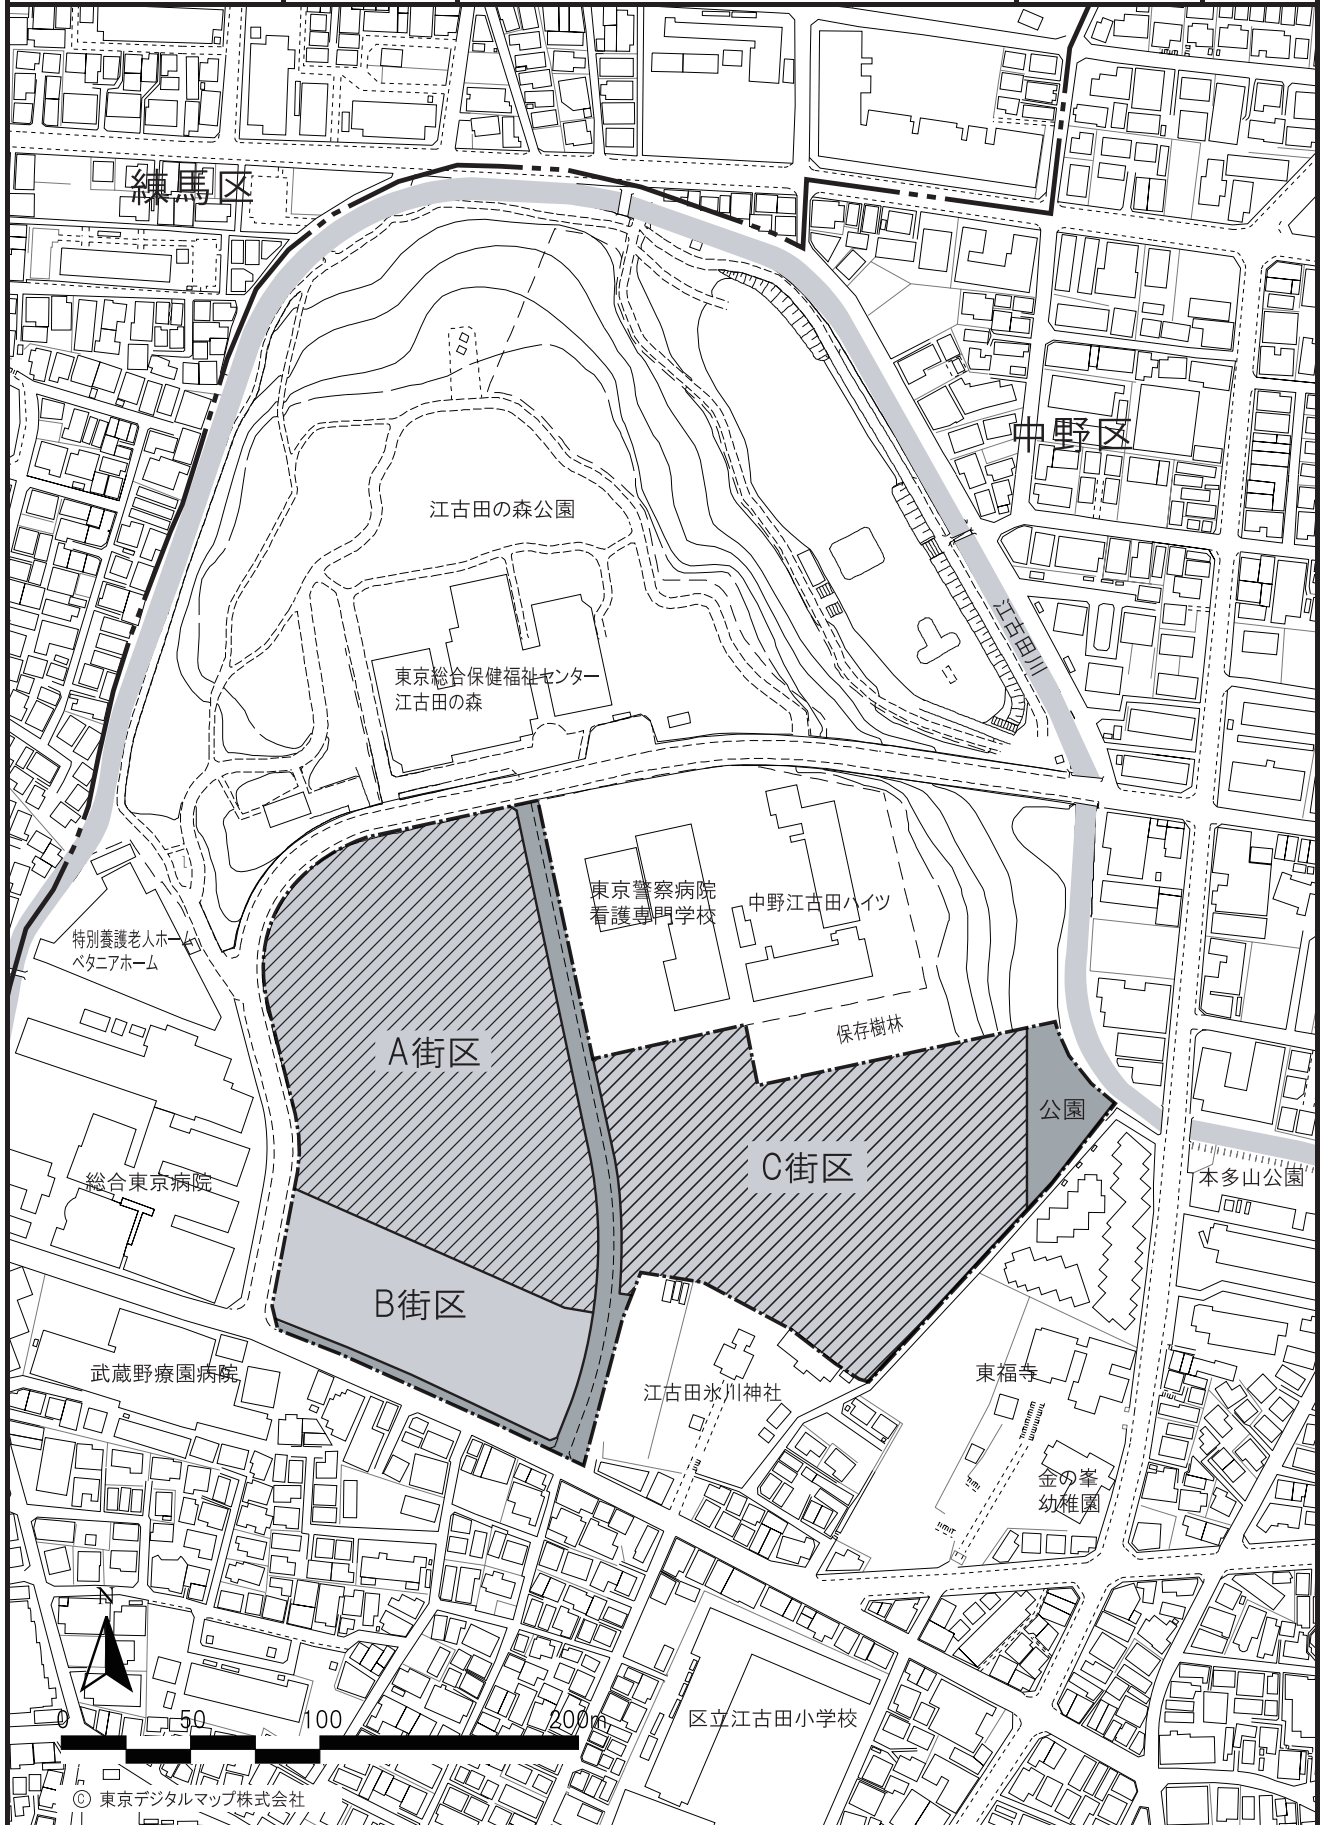 練馬区
中野区
江古田の森公園
江古田川
東京総合保健福祉センター
江古田の森
東京警察病院
看護専門学校
中野江古田ハイツ
特別養護老人ホーム
ベタニアホーム
保存樹林
A街区
公園
C街区
総合東京病院
本多山公園
B街区
武蔵野療園病院
江古田氷川神社
東福寺
金の峯
幼稚園
N
0 50 100 200m
区立江古田小学校
© 東京デジタルマップ株式会社